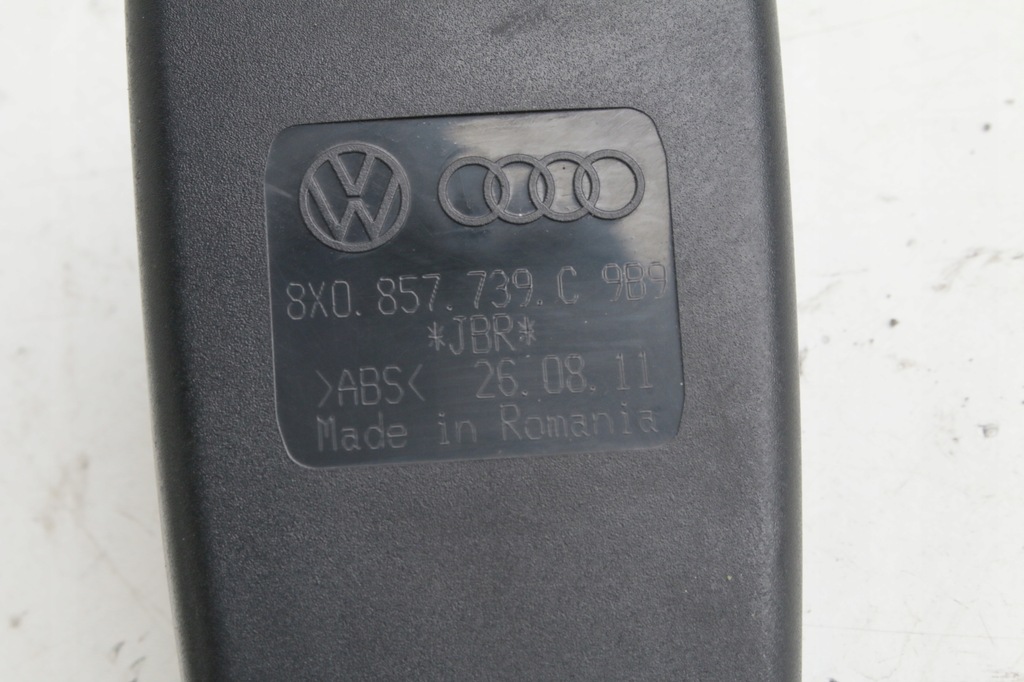 8X0. 857. 739. C 9B9
*JBR*
>ABS< 26. 08. 11
Made in Romania